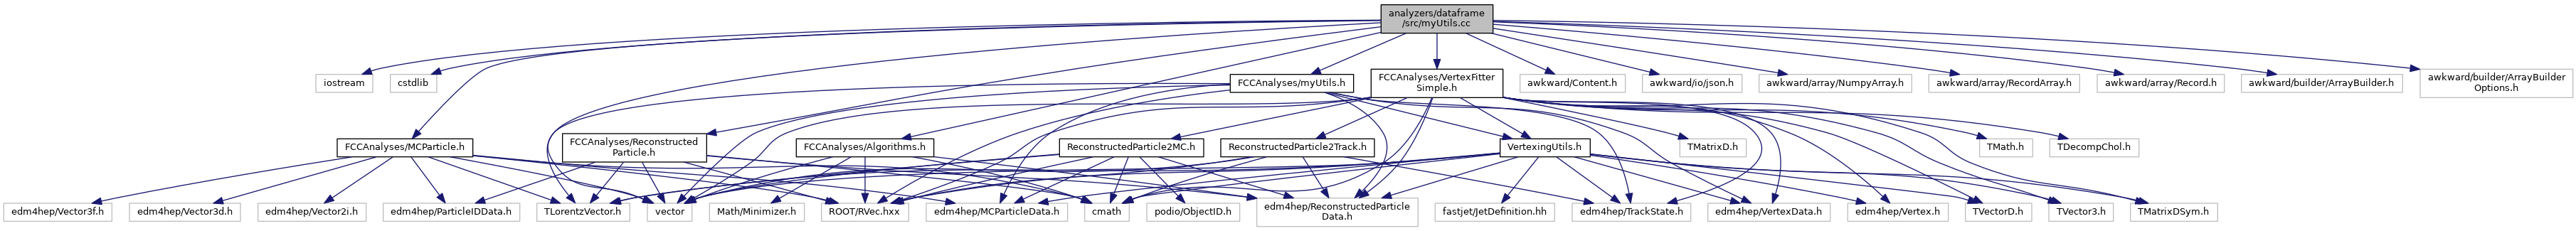 analyzers/dataframe
/src/myUtils.cc
iostream
cstdlib
FCCAnalyses/myUtils.h
FCCAnalyses/VertexFitter
Simple.h
awkward/Content.h
awkward/io/json.h
awkward/array/NumpyArray.h
awkward/array/RecordArray.h
awkward/array/Record.h
awkward/builder/ArrayBuilder.h
awkward/builder/ArrayBuilder
Options.h
FCCAnalyses/MCParticle.h
FCCAnalyses/Reconstructed
Particle.h
FCCAnalyses/Algorithms.h
ReconstructedParticle2MC.h
ReconstructedParticle2Track.h
VertexingUtils.h
TMatrixD.h
TMath.h
TDecompChol.h
edm4hep/Vector3f.h
edm4hep/Vector3d.h
edm4hep/Vector2i.h
edm4hep/ParticleIDData.h
TLorentzVector.h
vector
Math/Minimizer.h
ROOT/RVec.hxx
edm4hep/MCParticleData.h
cmath
podio/ObjectID.h
edm4hep/ReconstructedParticle
Data.h
fastjet/JetDefinition.hh
edm4hep/TrackState.h
edm4hep/VertexData.h
edm4hep/Vertex.h
TVectorD.h
TVector3.h
TMatrixDSym.h